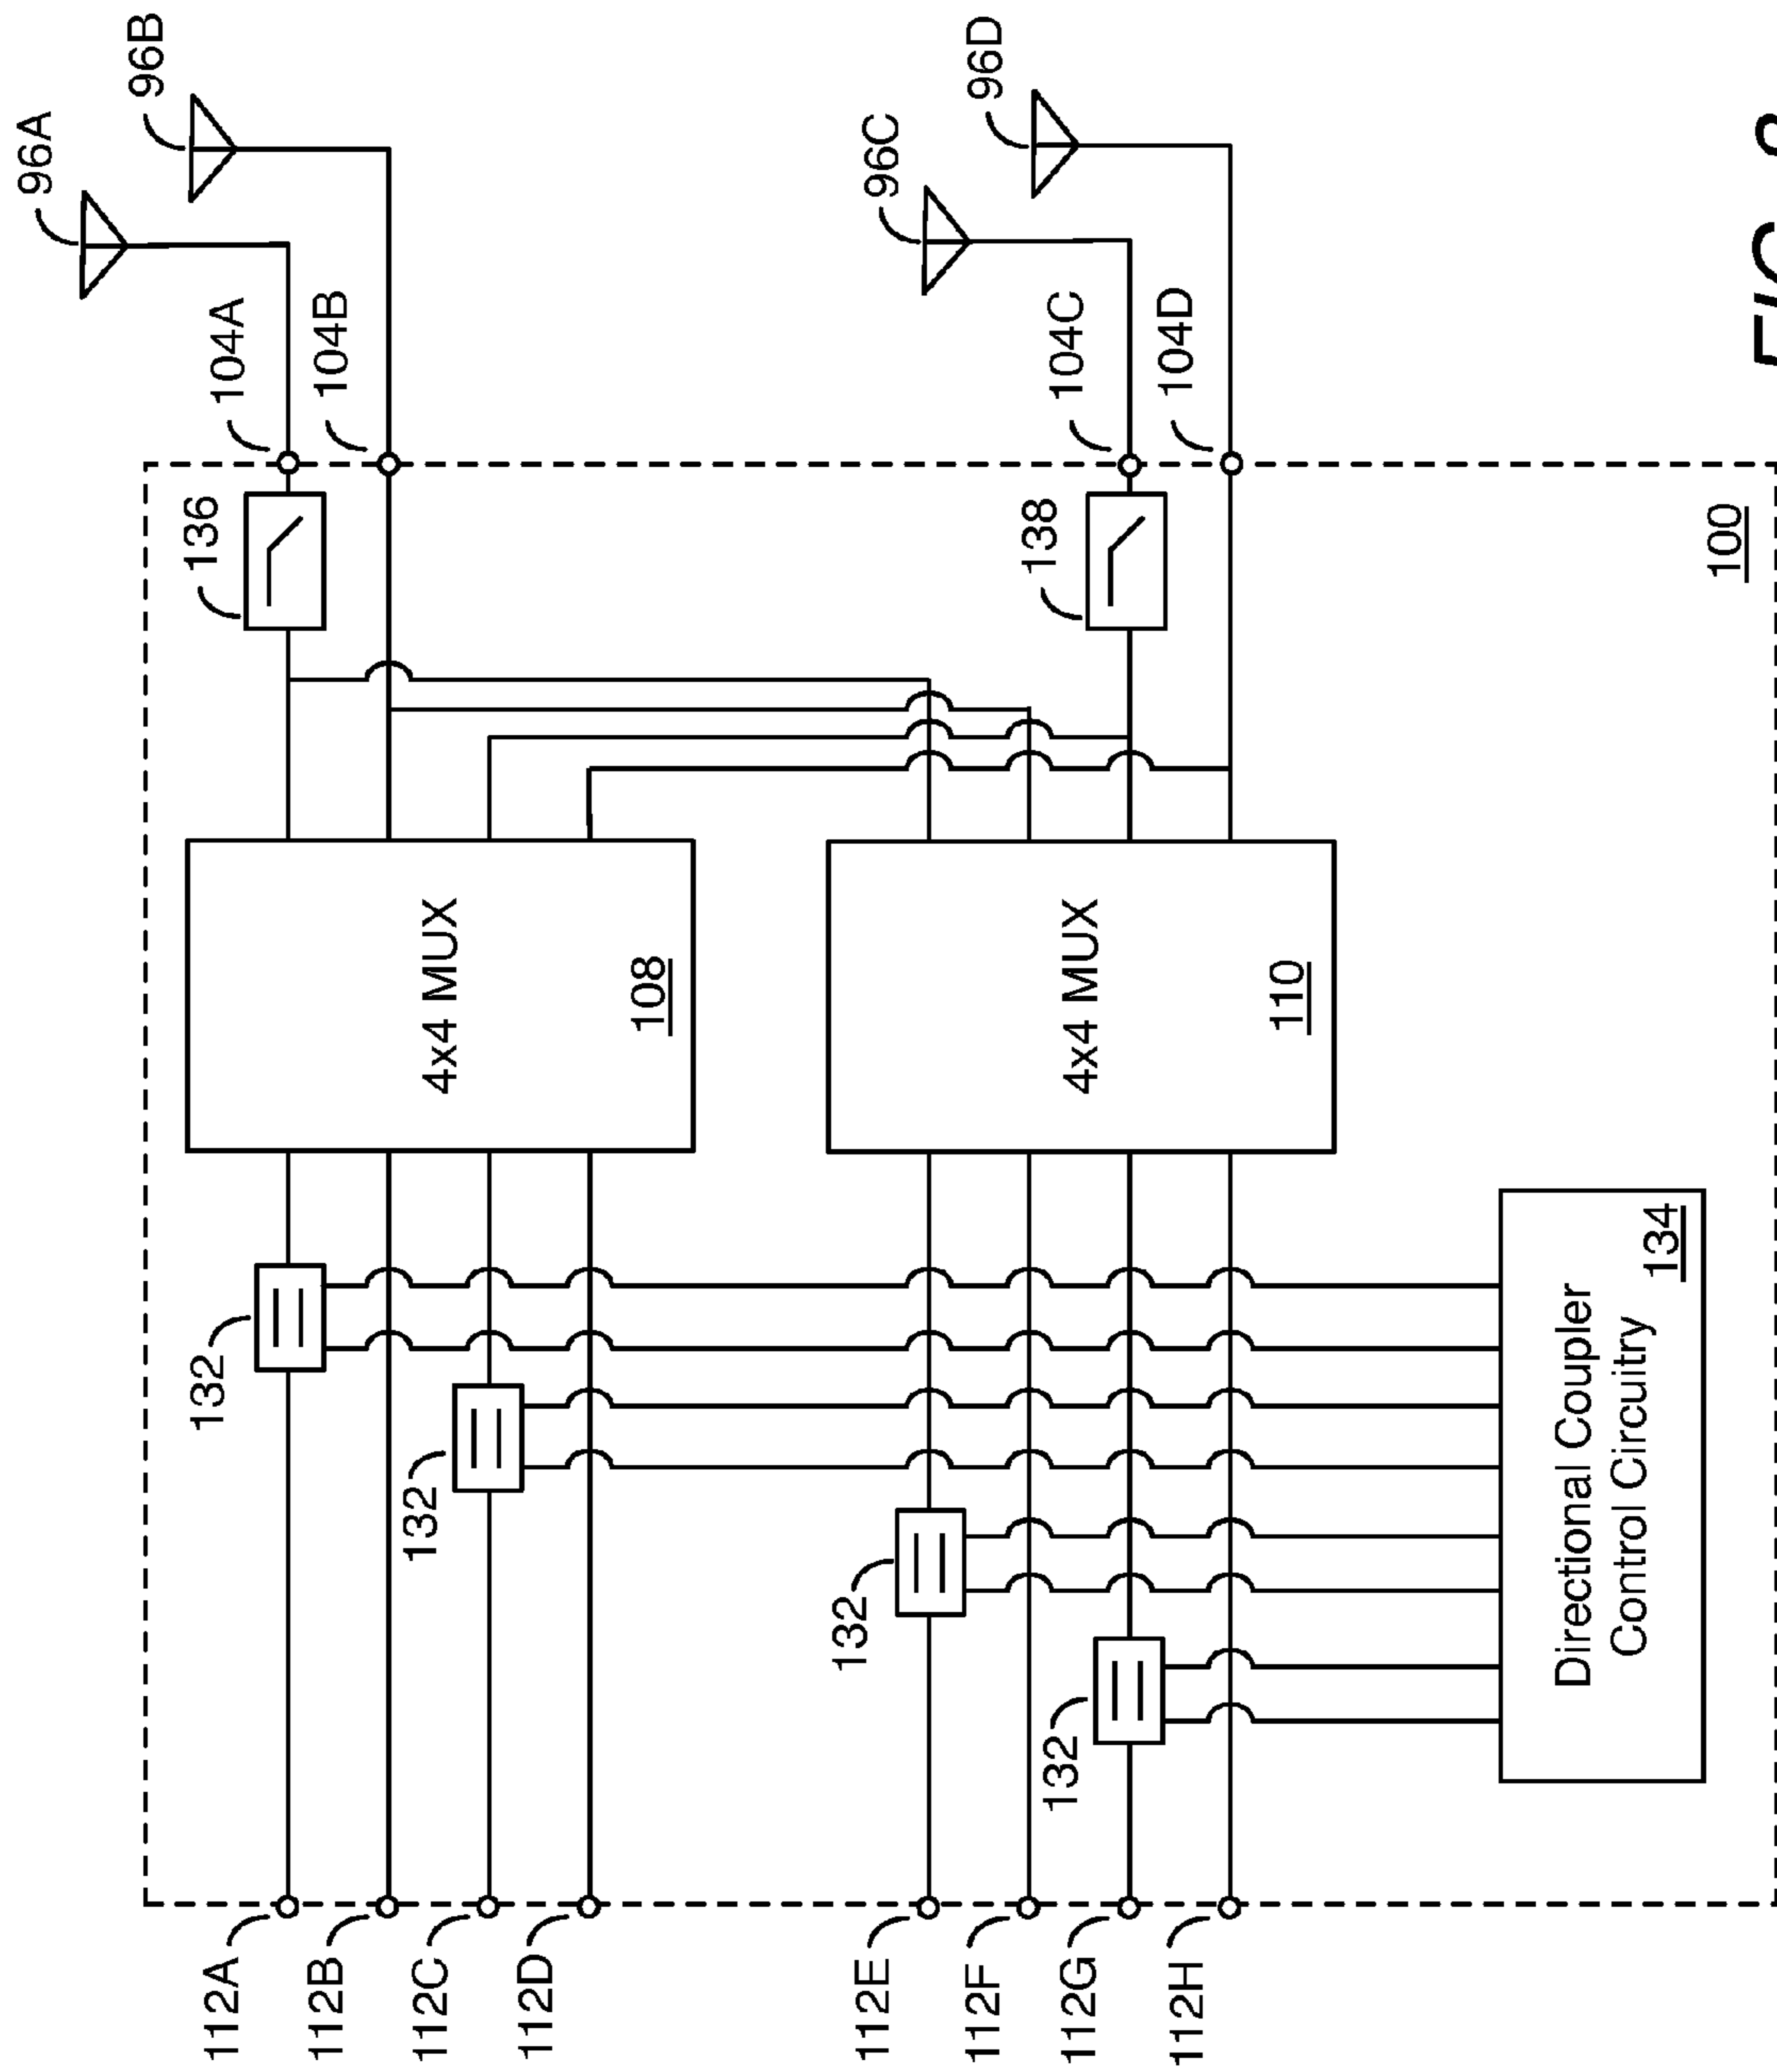 96A
96B
104A
104B
136
96C
96D
104C
104D
138
100
4x4 MUX
108
4x4 MUX
110
132
132
132
132
Directional Coupler
Control Circuitry
134
112A
112B
112C
112D
112E
112F
112G
112H